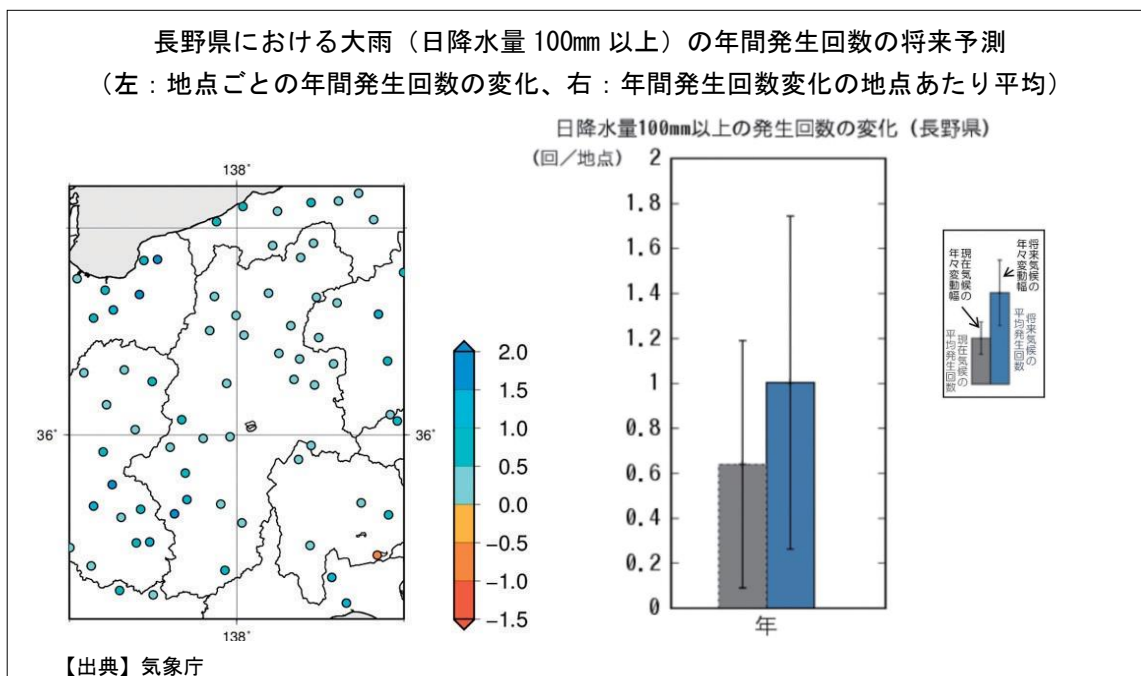 長野県における大雨（日降水量 100mm 以上）の年間発生回数の将来予測
（左：地点ごとの年間発生回数の変化、右：年間発生回数変化の地点あたり平均）
138°
36°
36°
138°
2.0
1.5
1.0
0.5
0.0
−0.5
−1.0
−1.5
日降水量100mm以上の発生回数の変化（長野県）
(回／地点)
2
1.8
1.6
1.4
1.2
1
0.8
0.6
0.4
0.2
0
年
将来気候の
年々変動幅
現在気候の
年々変動幅
将来気候の
平均発生回数
現在気候の
平均発生回数
【出典】気象庁